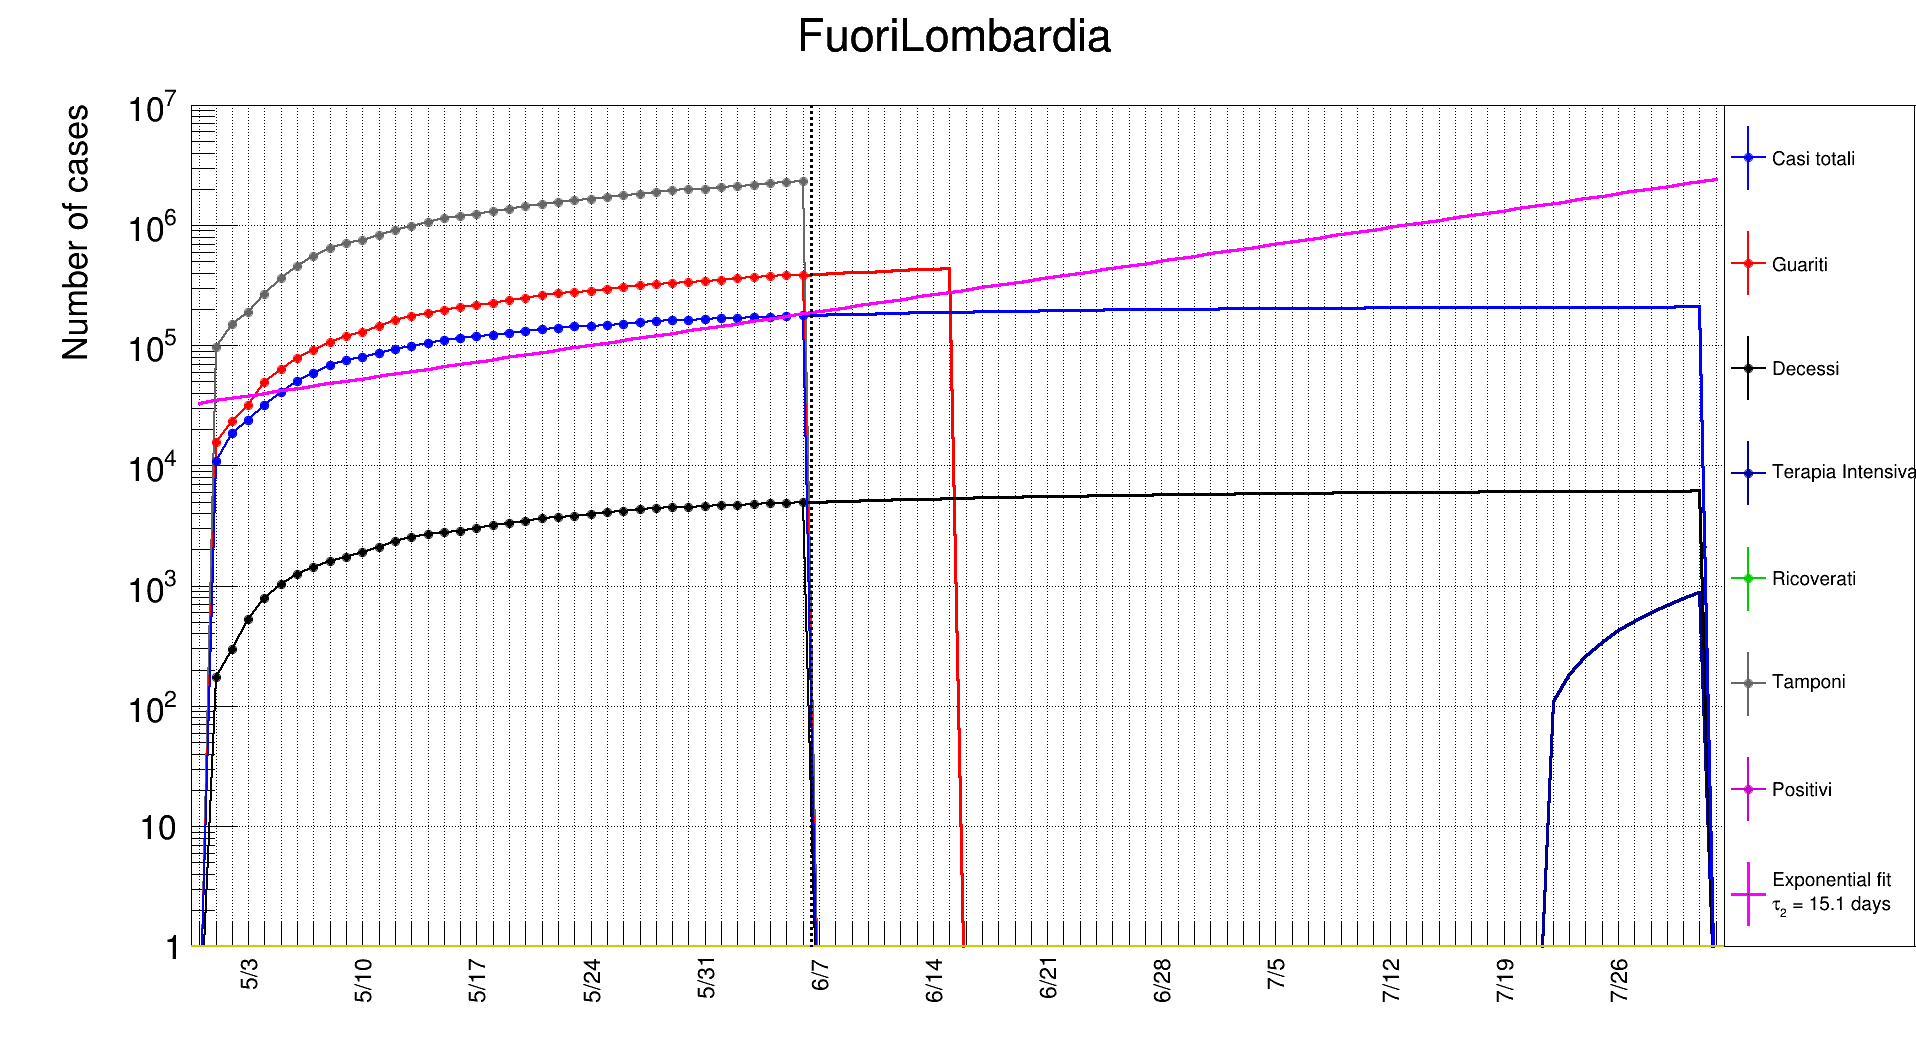 FuoriLombardia
Number of cases
10^7
10^6
10^5
10^4
10^3
10^2
10
1
5/3
5/10
5/17
5/24
5/31
6/7
6/14
6/21
6/28
7/5
7/12
7/19
7/26
Casi totali
Guariti
Decessi
Terapia Intensiva
Ricoverati
Tamponi
Positivi
Exponential fit
τ₂ = 15.1 days